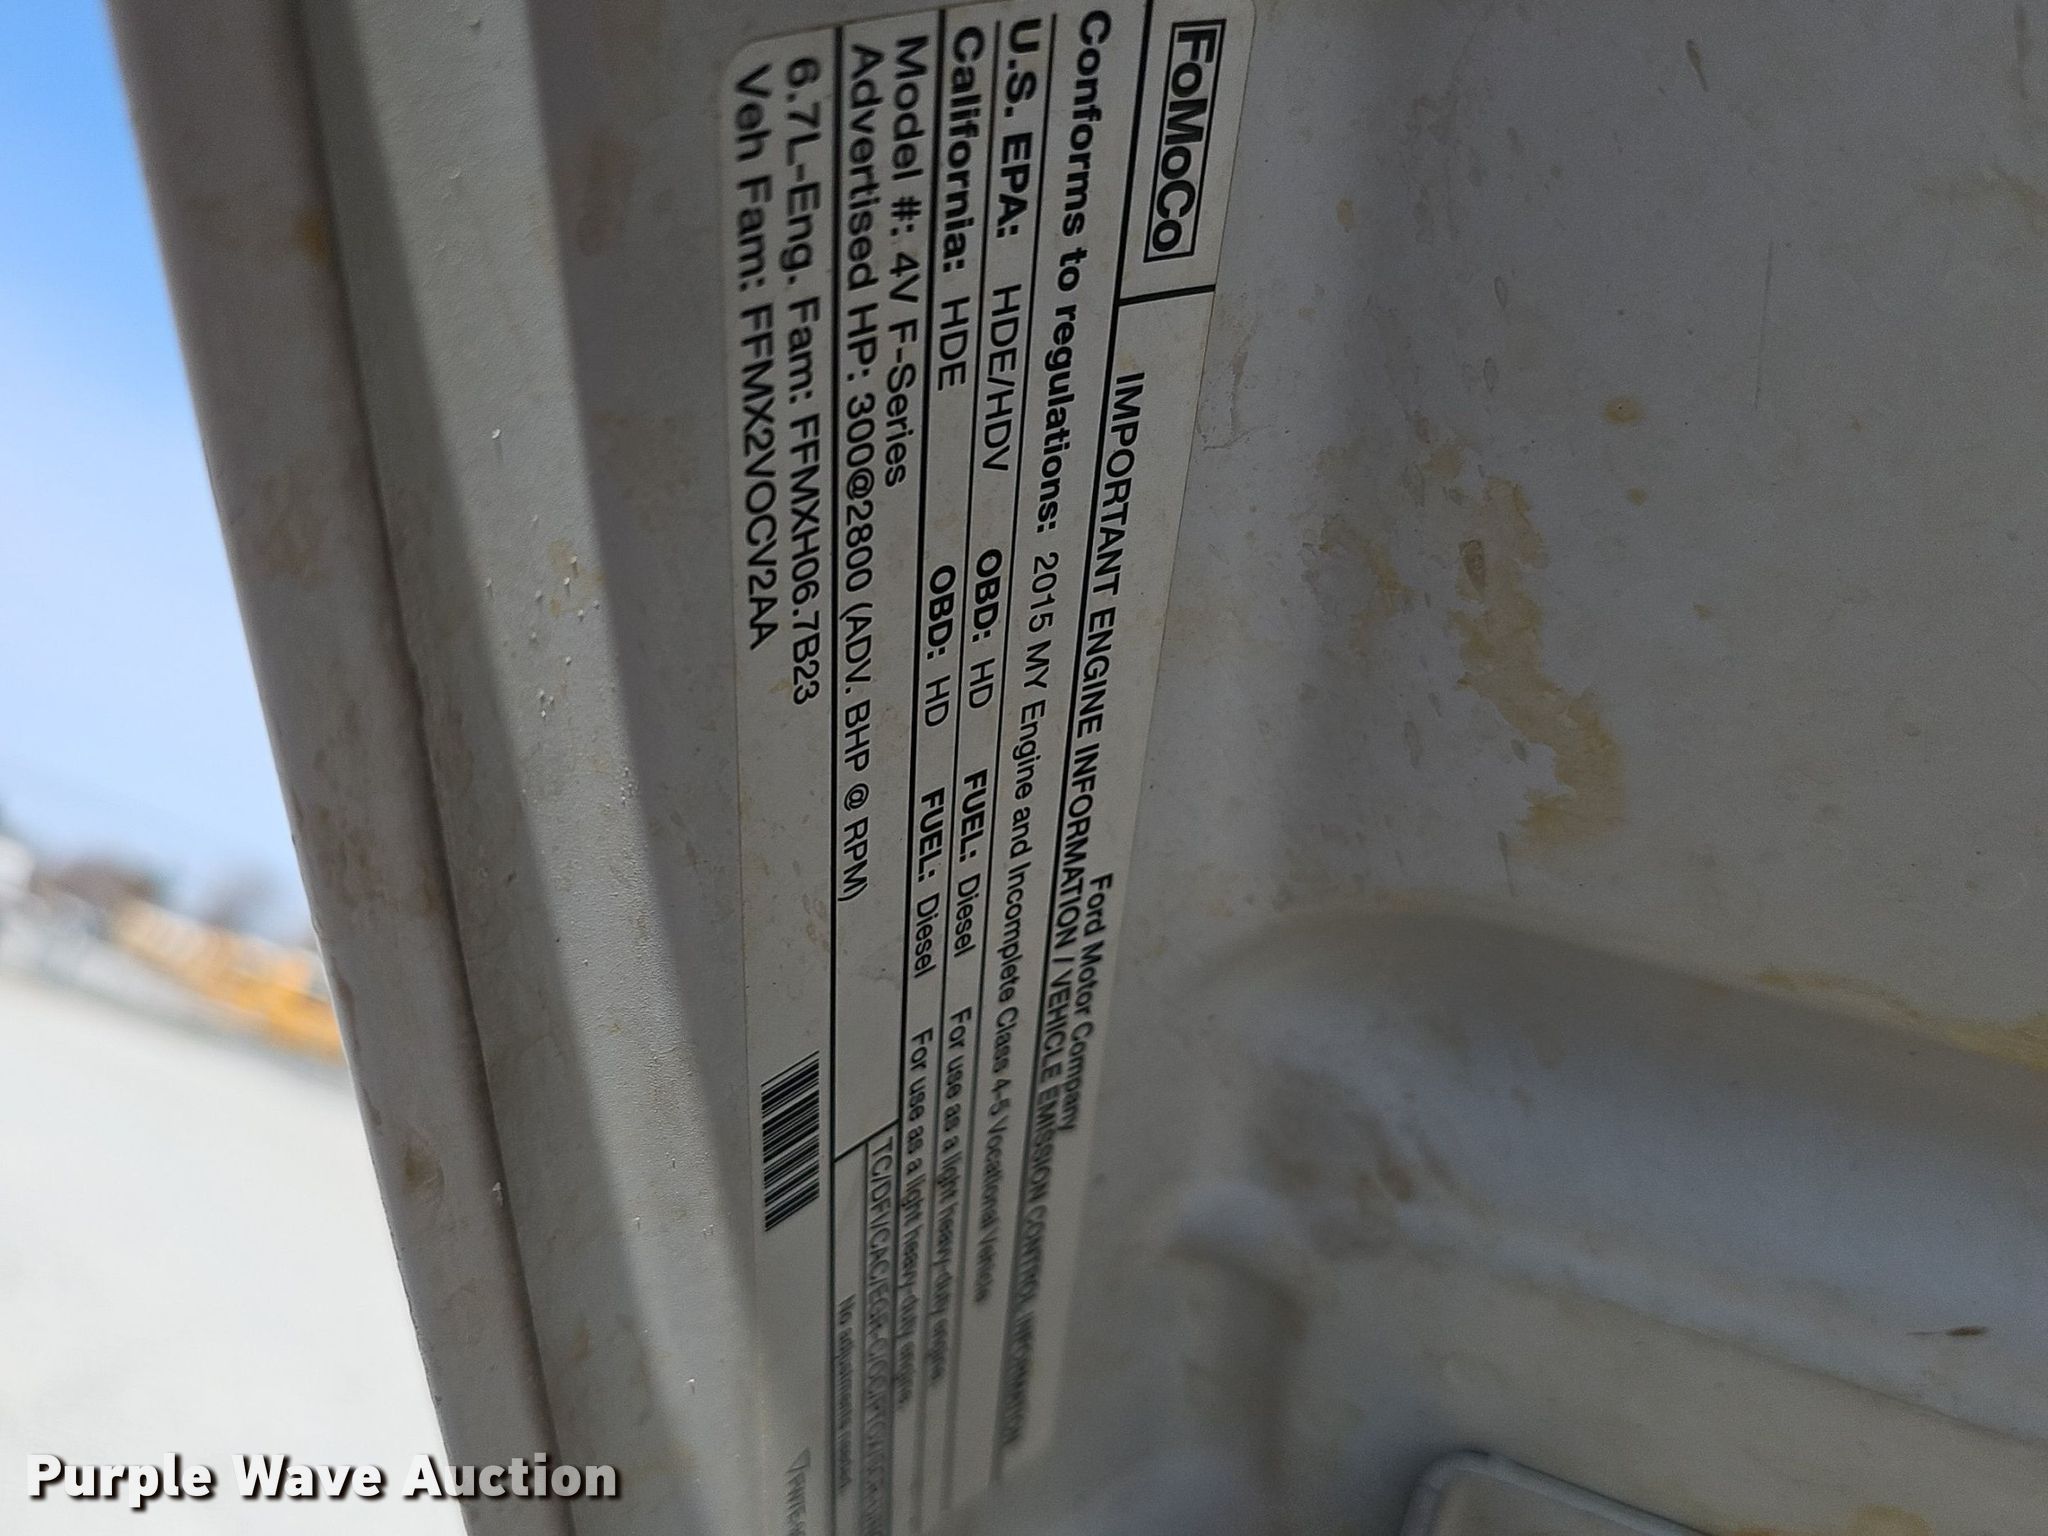 FoMoCo
Ford Motor Company
IMPORTANT ENGINE INFORMATION / VEHICLE EMISSION CONTROL INFORMATION
Conforms to regulations: 2015 MY Engine and Incomplete Class 4-5 Vocational Vehicle
U.S. EPA: HDE/HDV OBD: HD FUEL: Diesel For use as a light heavy-duty engine.
California: HDE OBD: HD FUEL: Diesel For use as a light heavy-duty engine.
Model #: 4V F-Series
Advertised HP: 300@2800 (ADV. BHP @ RPM)
No adjustments needed.
6.7L-Eng. Fam: FFMXH06.7B23
Veh Fam: FFMX2VOCV2AA
Purple Wave Auction